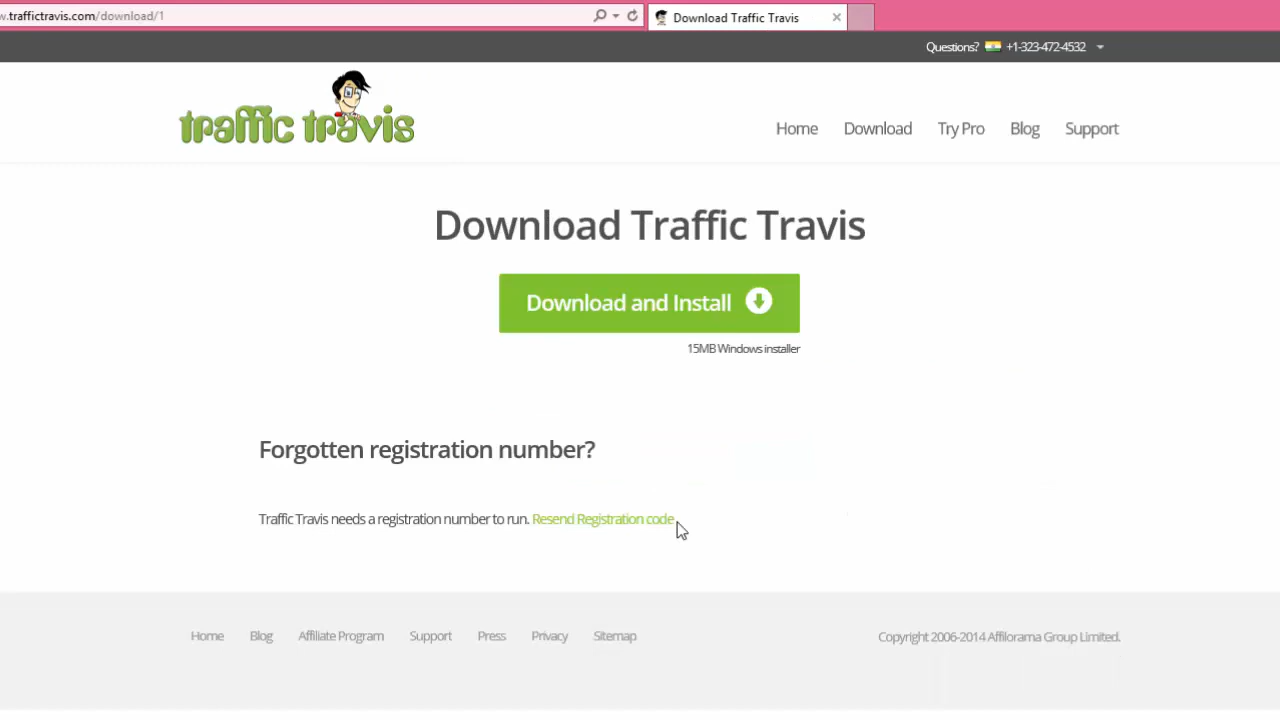 w.traffictravis.com/download/1
Download Traffic Travis
Questions? +1-323-472-4532
traffic travis
Home Download Try Pro Blog Support
Download Traffic Travis
Download and Install
15MB Windows installer
Forgotten registration number?
Traffic Travis needs a registration number to run. Resend Registration code
Home Blog Affiliate Program Support Press Privacy Sitemap
Copyright 2006-2014 Affilorama Group Limited.